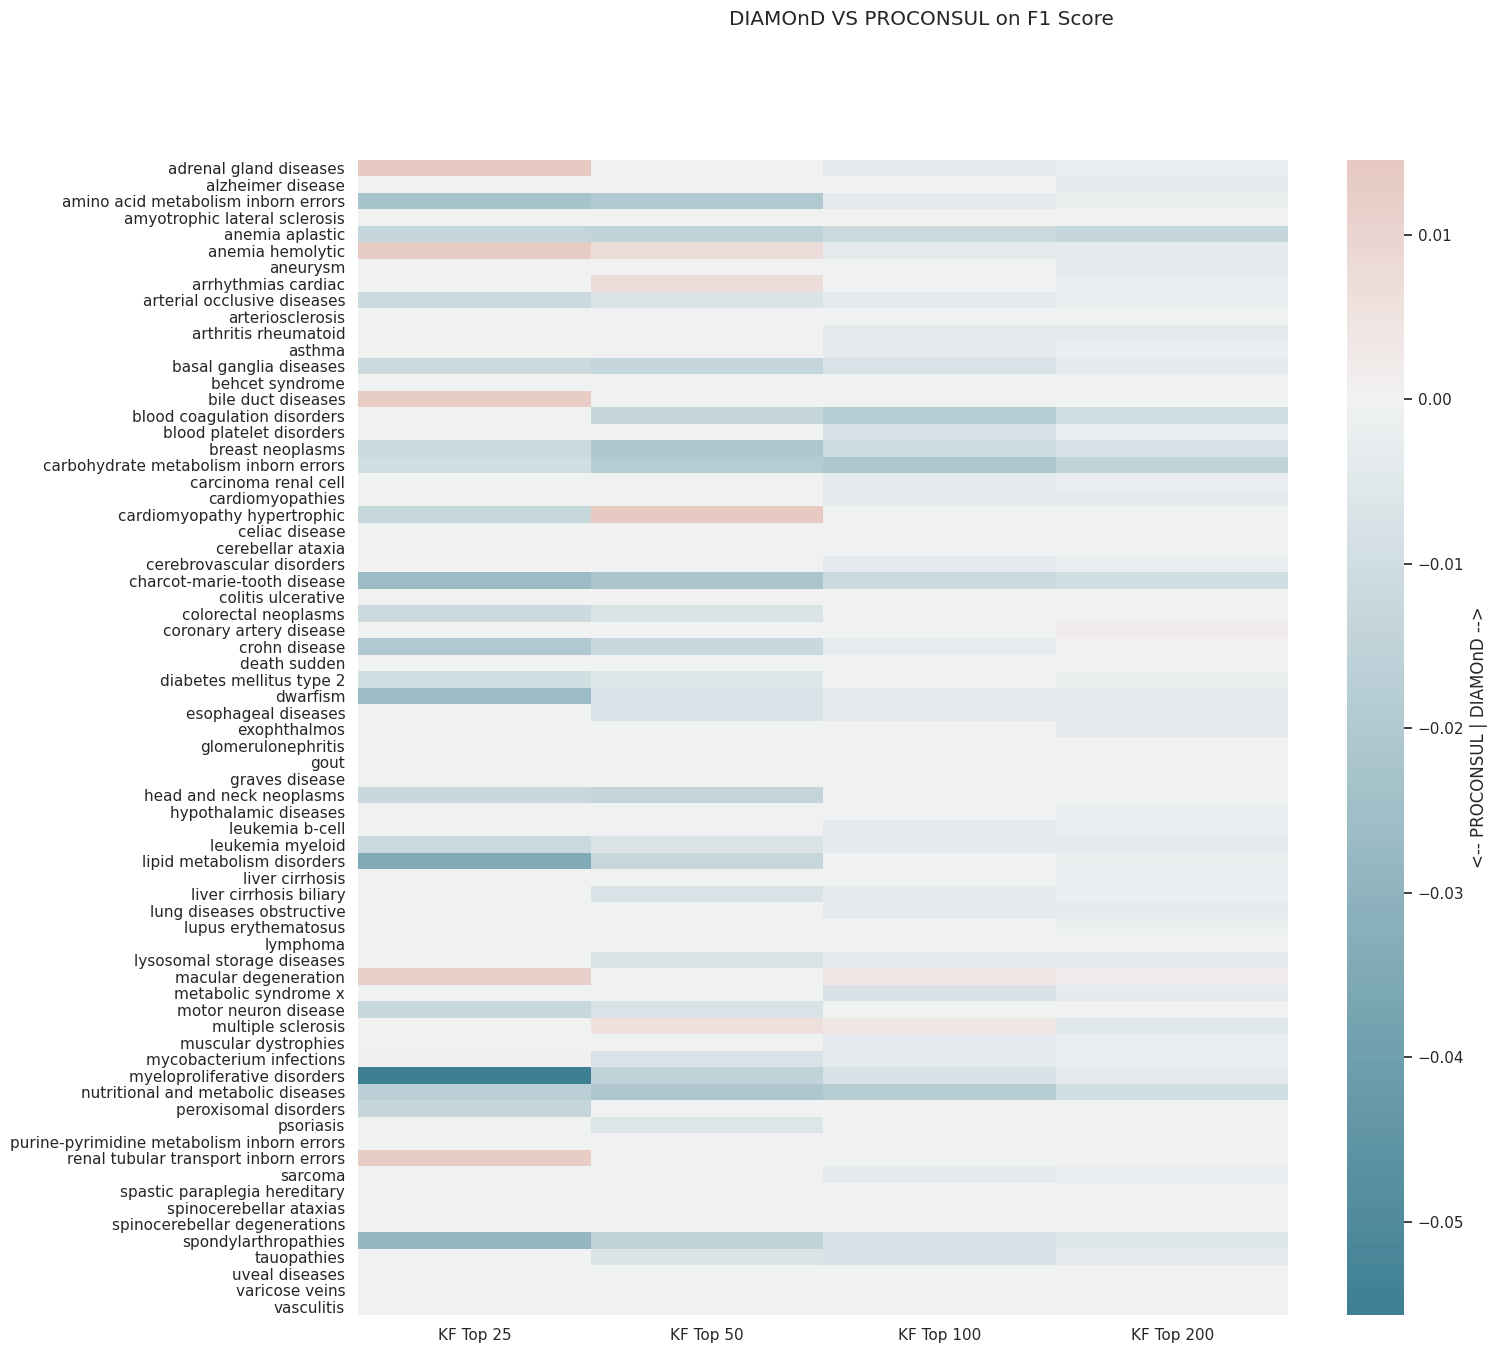 DIAMOnD VS PROCONSUL on F1 Score
adrenal gland diseases
alzheimer disease
amino acid metabolism inborn errors
amyotrophic lateral sclerosis
anemia aplastic
anemia hemolytic
aneurysm
arrhythmias cardiac
arterial occlusive diseases
arteriosclerosis
arthritis rheumatoid
asthma
basal ganglia diseases
behcet syndrome
bile duct diseases
blood coagulation disorders
blood platelet disorders
breast neoplasms
carbohydrate metabolism inborn errors
carcinoma renal cell
cardiomyopathies
cardiomyopathy hypertrophic
celiac disease
cerebellar ataxia
cerebrovascular disorders
charcot-marie-tooth disease
colitis ulcerative
colorectal neoplasms
coronary artery disease
crohn disease
death sudden
diabetes mellitus type 2
dwarfism
esophageal diseases
exophthalmos
glomerulonephritis
gout
graves disease
head and neck neoplasms
hypothalamic diseases
leukemia b-cell
leukemia myeloid
lipid metabolism disorders
liver cirrhosis
liver cirrhosis biliary
lung diseases obstructive
lupus erythematosus
lymphoma
lysosomal storage diseases
macular degeneration
metabolic syndrome x
motor neuron disease
multiple sclerosis
muscular dystrophies
mycobacterium infections
myeloproliferative disorders
nutritional and metabolic diseases
peroxisomal disorders
psoriasis
purine-pyrimidine metabolism inborn errors
renal tubular transport inborn errors
sarcoma
spastic paraplegia hereditary
spinocerebellar ataxias
spinocerebellar degenerations
spondylarthropathies
tauopathies
uveal diseases
varicose veins
vasculitis
KF Top 25
KF Top 50
KF Top 100
KF Top 200
0.01
0.00
−0.01
−0.02
−0.03
−0.04
−0.05
<-- PROCONSUL | DIAMOnD -->